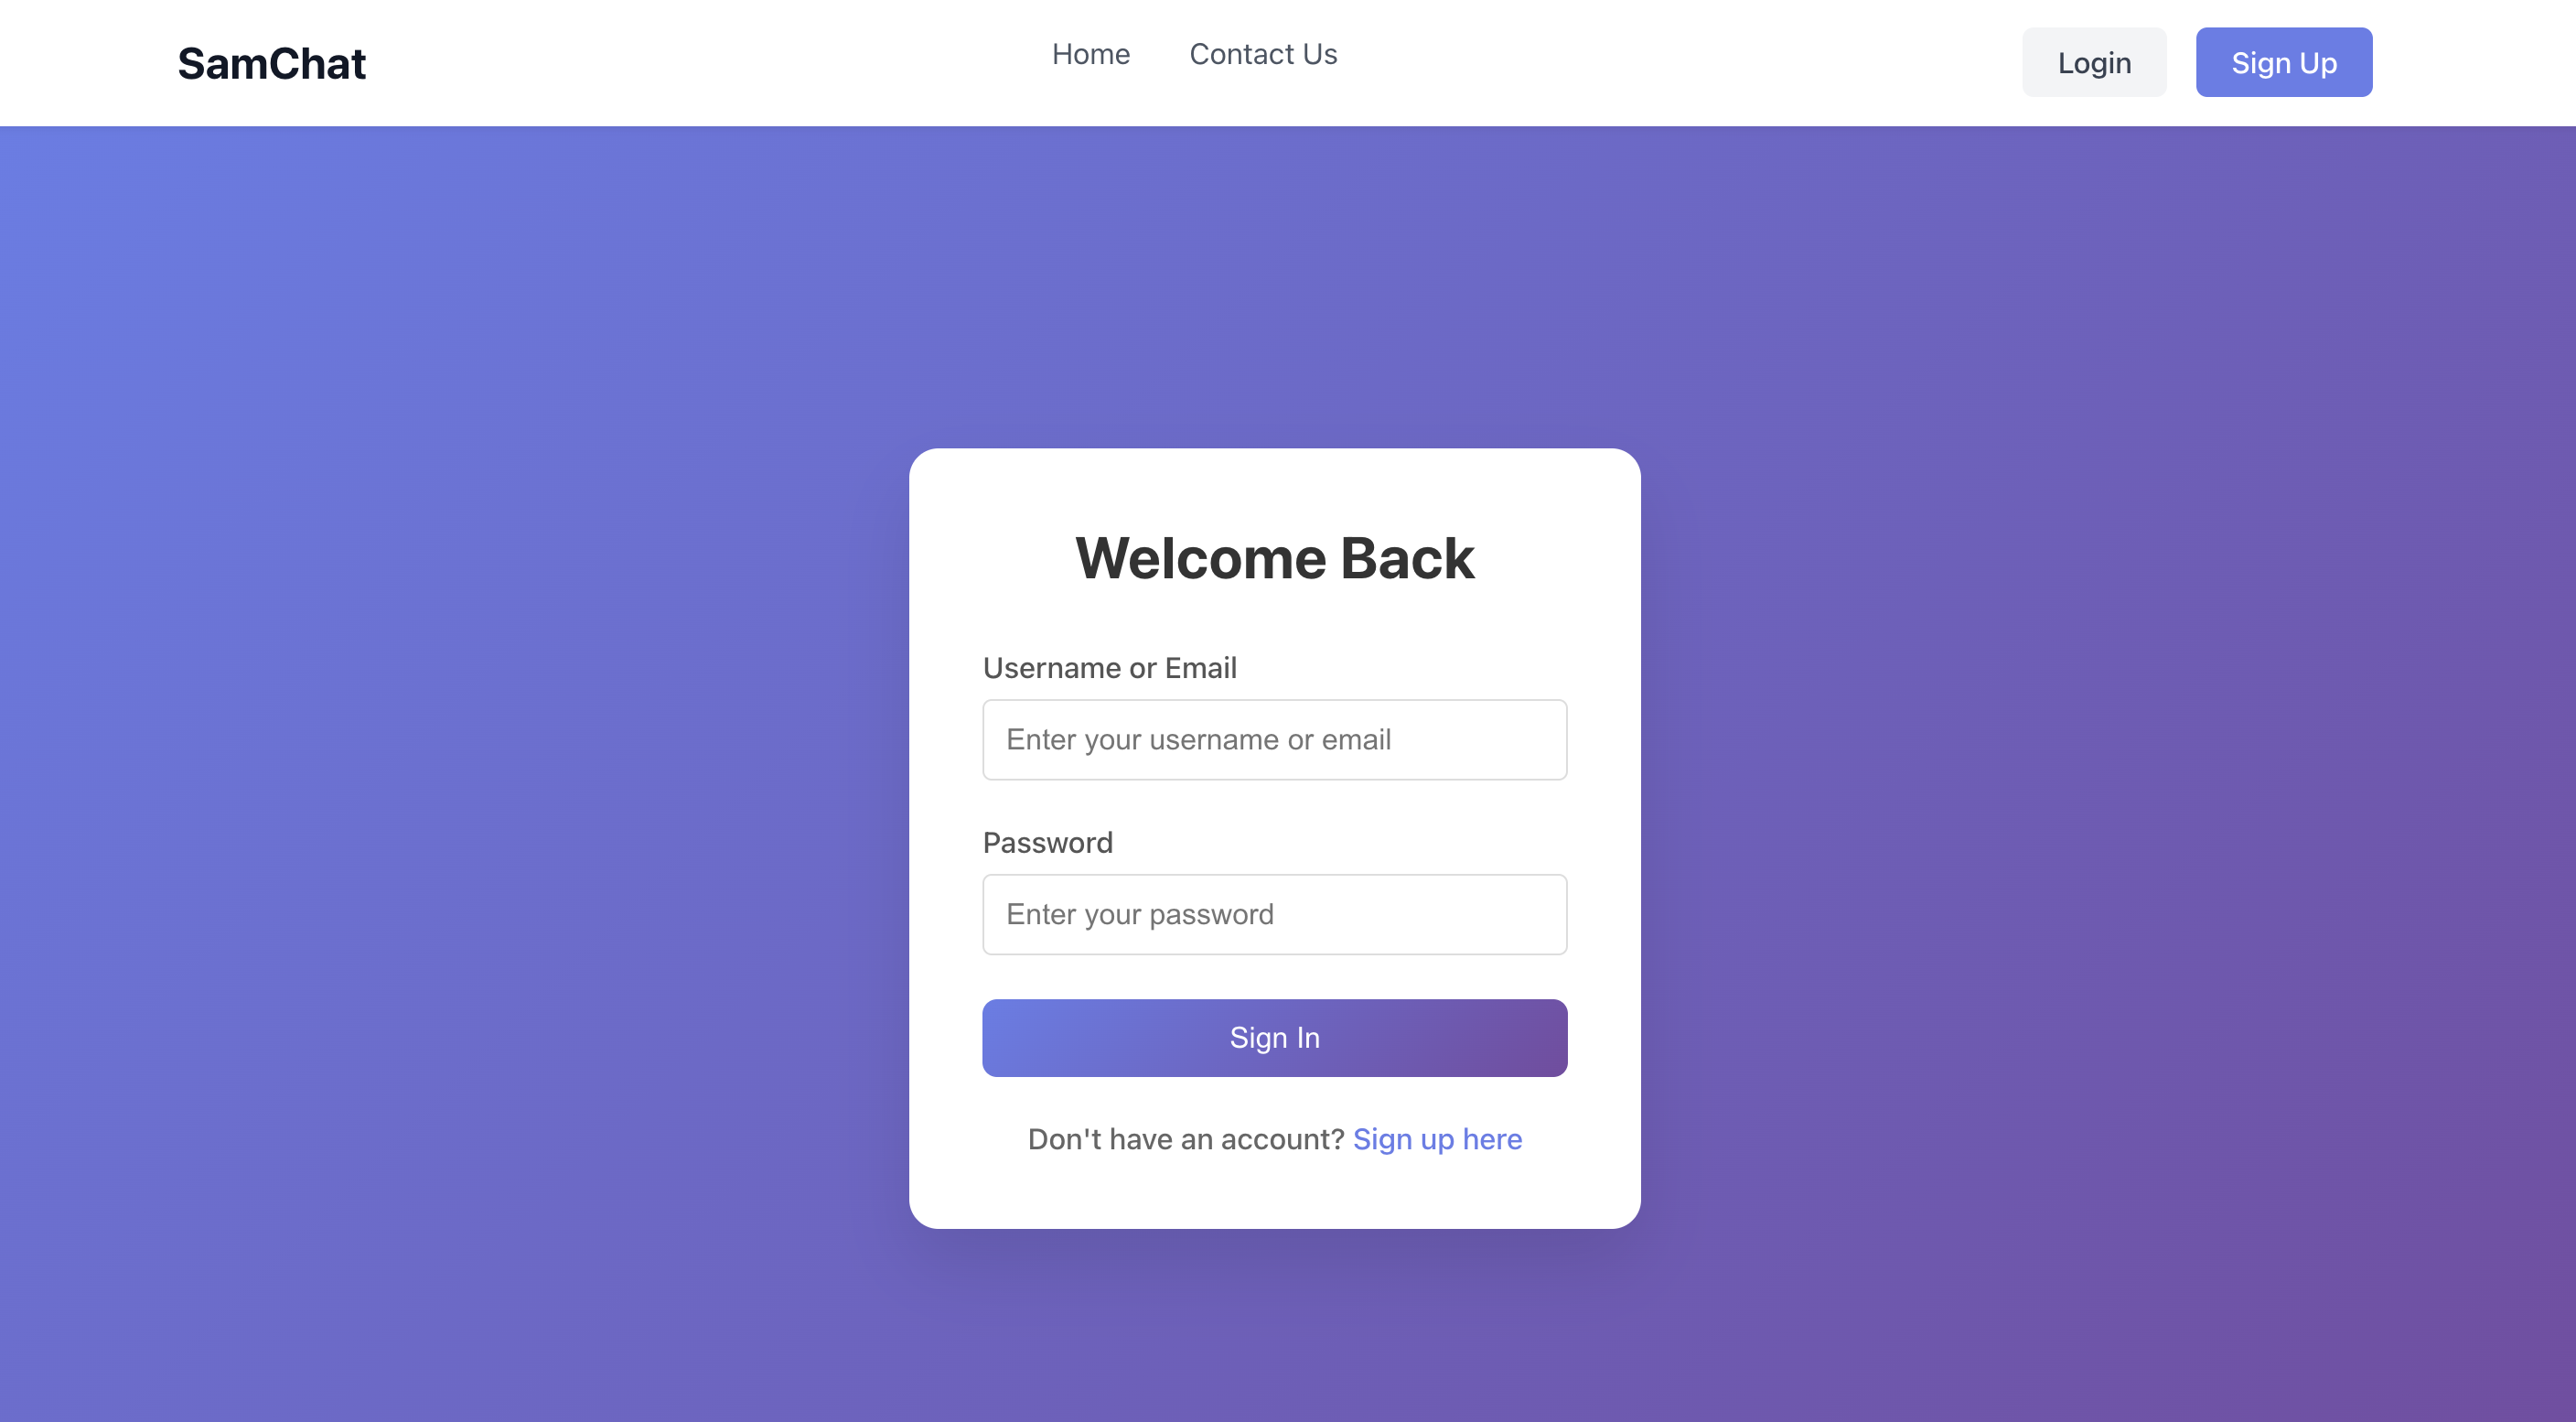 SamChat
Home
Contact Us
Login
Sign Up
Welcome Back
Username or Email
Enter your username or email
Password
Enter your password
Sign In
Don't have an account? Sign up here